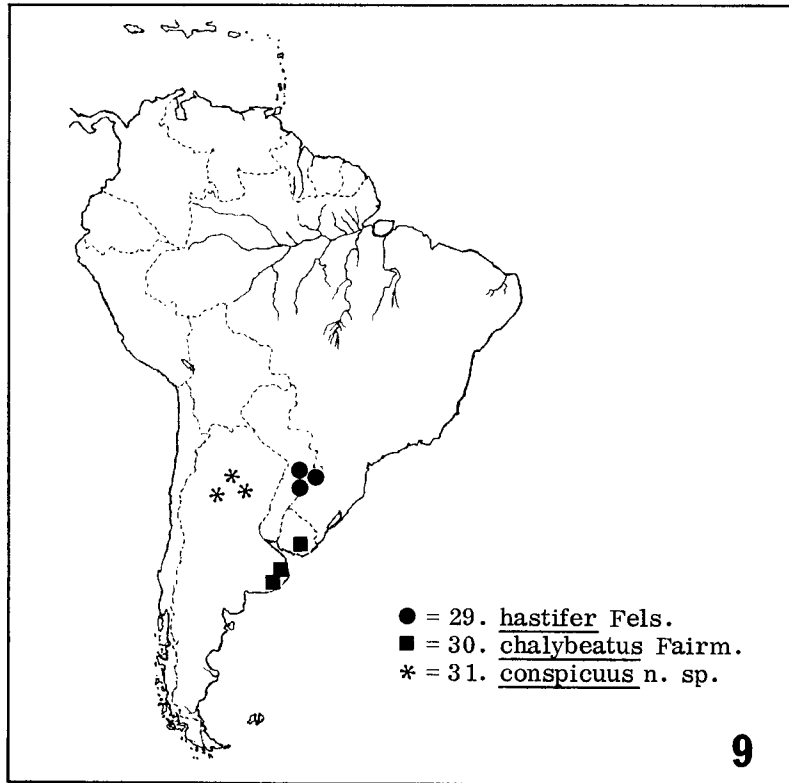 ● = 29. hastifer Fels.
■ = 30. chalybeatus Fairm.
* = 31. conspicuus n. sp.
9